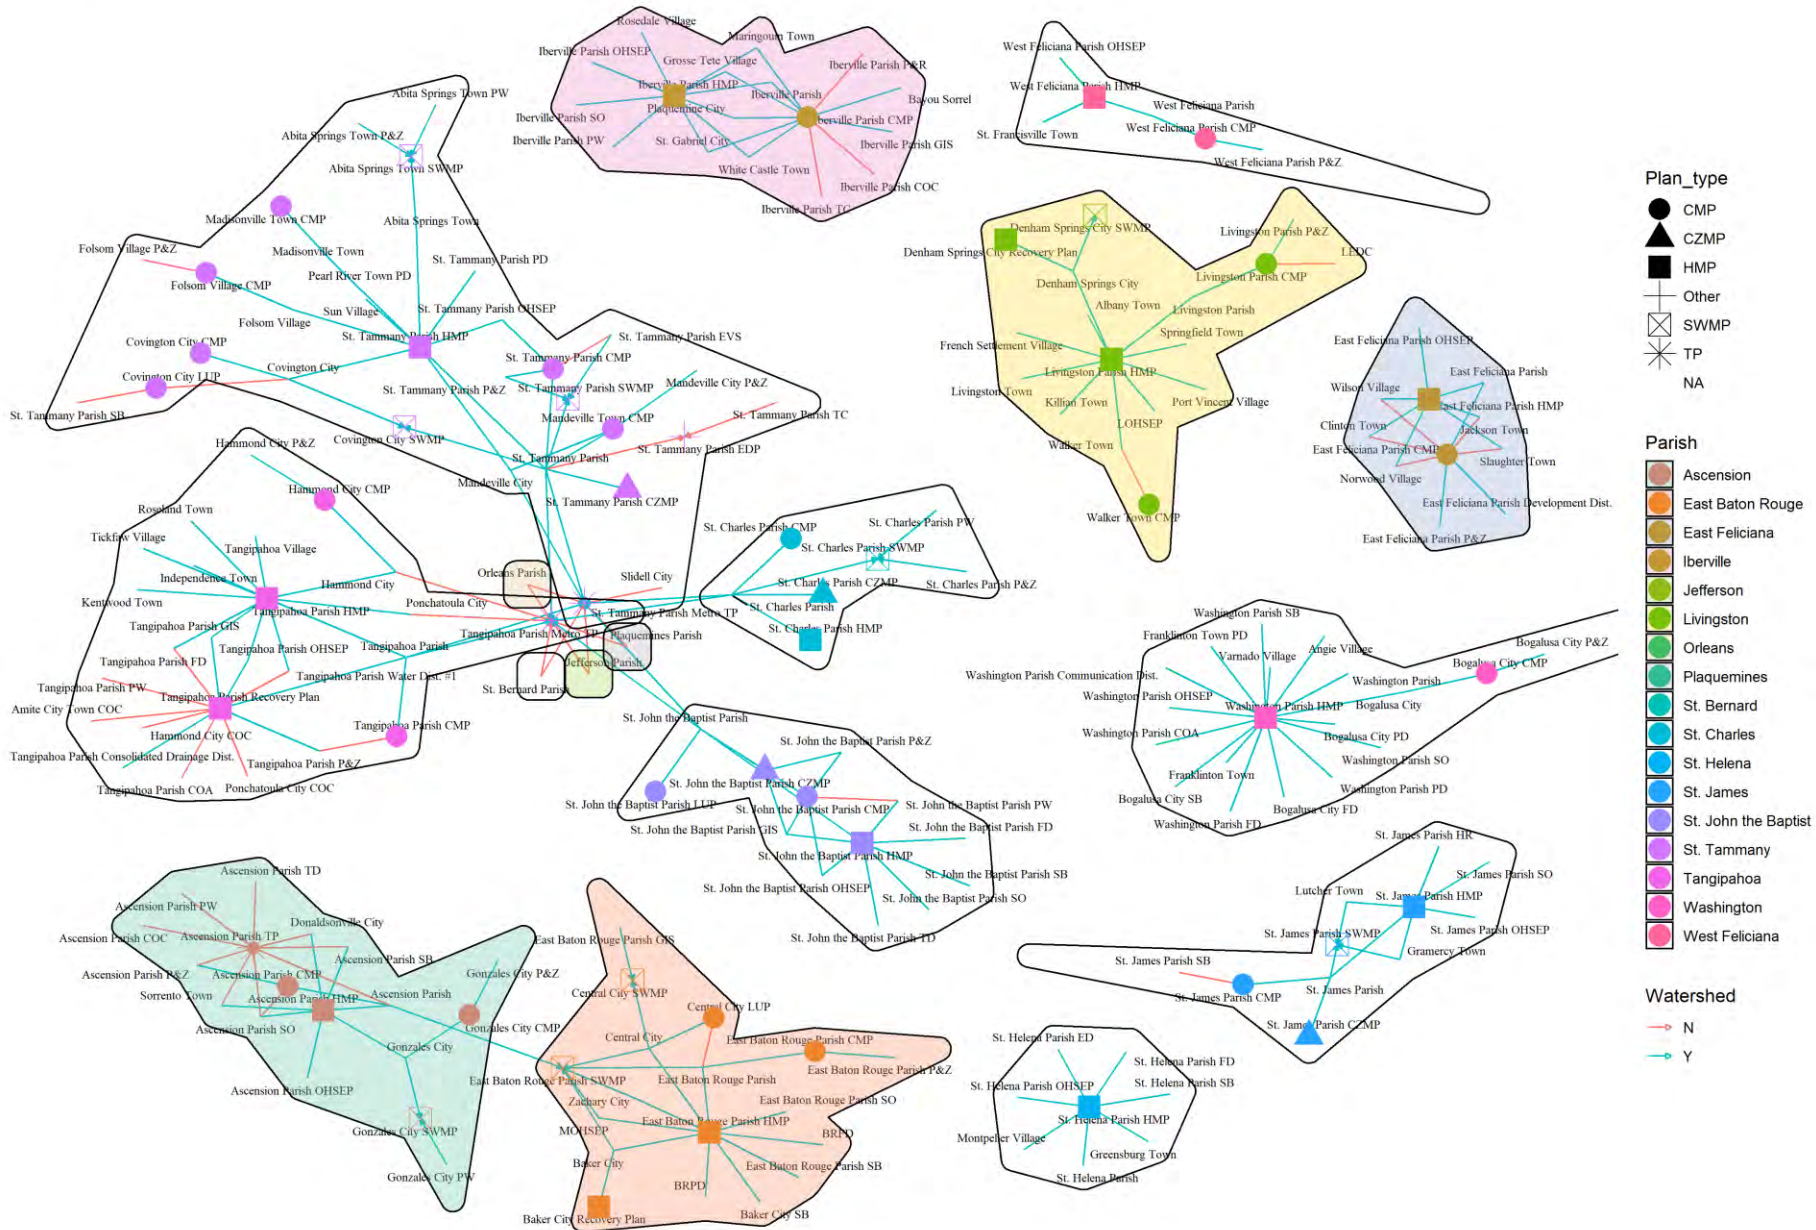 Rosedale Village
Iberville Parish OHSEP
Maringouin Town
Grosse Tete Village
Iberville Parish P&R
Iberville Parish HMP
Iberville Parish
Bayou Sorrel
Plaquemine City
Iberville Parish CMP
Iberville Parish SO
Iberville Parish PW
St. Gabriel City
Iberville Parish GIS
White Castle Town
Iberville Parish COC
Iberville Parish TC
West Feliciana Parish OHSEP
West Feliciana Parish HMP
West Feliciana Parish
St. Francisville Town
West Feliciana Parish CMP
West Feliciana Parish P&Z
Abita Springs Town PW
Abita Springs Town P&Z
Abita Springs Town SWMP
Madisonville Town CMP
Abita Springs Town
Folsom Village P&Z
Madisonville Town
St. Tammany Parish PD
Pearl River Town PD
Folsom Village CMP
Sun Village
St. Tammany Parish OHSEP
Folsom Village
St. Tammany Parish HMP
St. Tammany Parish EVS
Covington City CMP
St. Tammany Parish CMP
Covington City
Covington City LUP
St. Tammany Parish P&Z
St. Tammany Parish SWMP
Mandeville City P&Z
St. Tammany Parish SB
Mandeville Town CMP
St. Tammany Parish TC
Covington City SWMP
St. Tammany Parish EDP
St. Tammany Parish
Mandeville City
St. Tammany Parish CZMP
Denham Springs City SWMP
Denham Springs City Recovery Plan
Livingston Parish P&Z
LEDC
Denham Springs City
Livingston Parish CMP
Albany Town
Livingston Parish
Springfield Town
French Settlement Village
Livingston Parish HMP
Livingston Town
Killian Town
Port Vincent Village
LOHSEP
Walker Town
Walker Town CMP
East Feliciana Parish OHSEP
Wilson Village
East Feliciana Parish
East Feliciana Parish HMP
Clinton Town
Jackson Town
East Feliciana Parish CMP
Slaughter Town
Norwood Village
East Feliciana Parish Development Dist.
East Feliciana Parish P&Z
Hammond City P&Z
Hammond City CMP
Roseland Town
Tickfaw Village
Tangipahoa Village
Independence Town
Hammond City
Kentwood Town
Tangipahoa Parish HMP
Ponchatoula City
Tangipahoa Parish GIS
Tangipahoa Parish OHSEP
Tangipahoa Parish
Tangipahoa Parish FD
Tangipahoa Parish Water Dist. #1
Tangipahoa Parish PW
Tangipahoa Parish Recovery Plan
Amite City Town COC
Tangipahoa Parish CMP
Hammond City COC
Tangipahoa Parish Consolidated Drainage Dist.
Tangipahoa Parish P&Z
Tangipahoa Parish COA
Ponchatoula City COC
Orleans Parish
Slidell City
St. Tammany Parish Metro TP
Tangipahoa Parish Metro TP
Plaquemines Parish
Jefferson Parish
St. Bernard Parish
St. Charles Parish CMP
St. Charles Parish PW
St. Charles Parish SWMP
St. Charles Parish CZMP
St. Charles Parish P&Z
St. Charles Parish
St. Charles Parish HMP
Washington Parish SB
Franklinton Town PD
Angie Village
Varnado Village
Bogalusa City P&Z
Bogalusa City CMP
Washington Parish Communication Dist.
Washington Parish
Washington Parish OHSEP
Washington Parish HMP
Bogalusa City
Washington Parish COA
Bogalusa City PD
Washington Parish SO
Franklinton Town
Bogalusa City SB
Washington Parish PD
Bogalusa City FD
Washington Parish FD
St. John the Baptist Parish
St. John the Baptist Parish P&Z
St. John the Baptist Parish CZMP
St. John the Baptist Parish LUP
St. John the Baptist Parish CMP
St. John the Baptist Parish PW
St. John the Baptist Parish GIS
St. John the Baptist Parish FD
St. John the Baptist Parish HMP
St. John the Baptist Parish SB
St. John the Baptist Parish OHSEP
St. John the Baptist Parish SO
St. John the Baptist Parish TD
St. James Parish HR
St. James Parish SO
Lutcher Town
St. James Parish HMP
St. James Parish SWMP
St. James Parish OHSEP
Gramercy Town
St. James Parish SB
St. James Parish
St. James Parish CMP
St. James Parish CZMP
Ascension Parish TD
Ascension Parish PW
Donaldsonville City
Ascension Parish COC
Ascension Parish TP
Ascension Parish SB
Ascension Parish P&Z
Ascension Parish CMP
Gonzales City P&Z
Sorrento Town
Ascension Parish HMP
Ascension Parish
Ascension Parish SO
Gonzales City CMP
Gonzales City
Ascension Parish OHSEP
Gonzales City SWMP
Gonzales City PW
East Baton Rouge Parish GIS
Central City SWMP
Central City LUP
Central City
East Baton Rouge Parish CMP
East Baton Rouge Parish P&Z
East Baton Rouge Parish SWMP
East Baton Rouge Parish
Zachary City
East Baton Rouge Parish SO
East Baton Rouge Parish HMP
MOHSEP
BRFD
Baker City
East Baton Rouge Parish SB
BRPD
Baker City SB
Baker City Recovery Plan
St. Helena Parish ED
St. Helena Parish FD
St. Helena Parish OHSEP
St. Helena Parish SB
St. Helena Parish HMP
Montpelier Village
Greensburg Town
St. Helena Parish
Plan_type
CMP
CZMP
HMP
Other
SWMP
TP
NA
Parish
Ascension
East Baton Rouge
East Feliciana
Iberville
Jefferson
Livingston
Orleans
Plaquemines
St. Bernard
St. Charles
St. Helena
St. James
St. John the Baptist
St. Tammany
Tangipahoa
Washington
West Feliciana
Watershed
N
Y